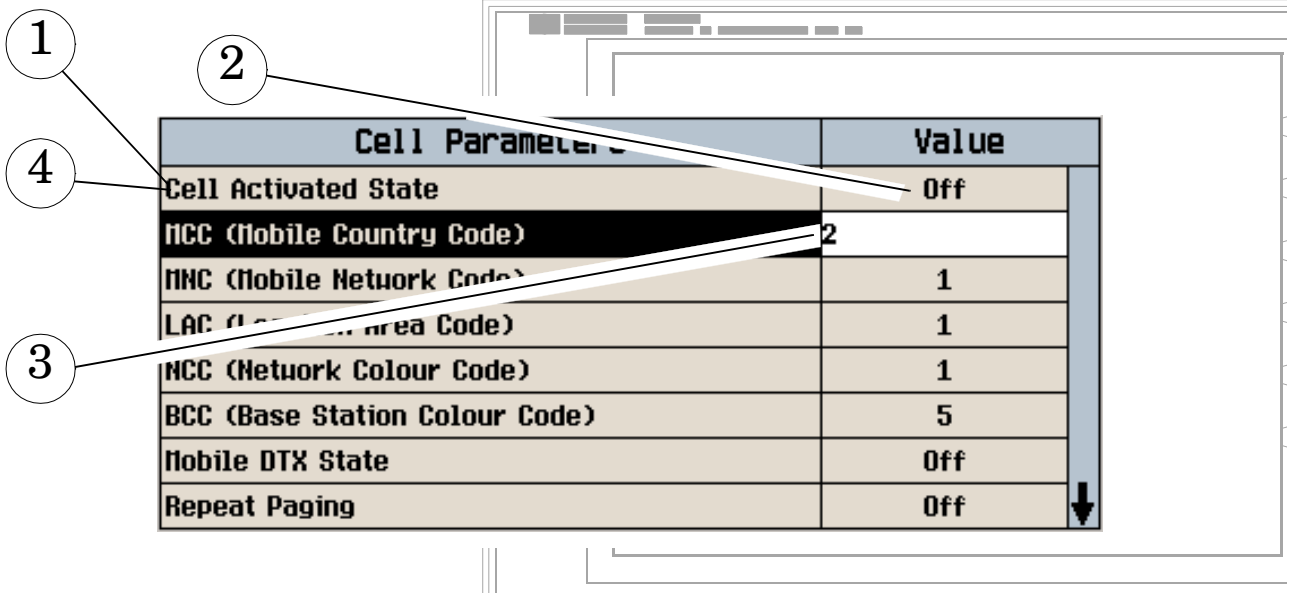 1
2
4
3
Cell Parameters Value
Cell Activated State Off
MCC (Mobile Country Code) 2
MNC (Mobile Network Code) 1
LAC (Location Area Code) 1
NCC (Network Colour Code) 1
BCC (Base Station Colour Code) 5
Mobile DTX State Off
Repeat Paging Off